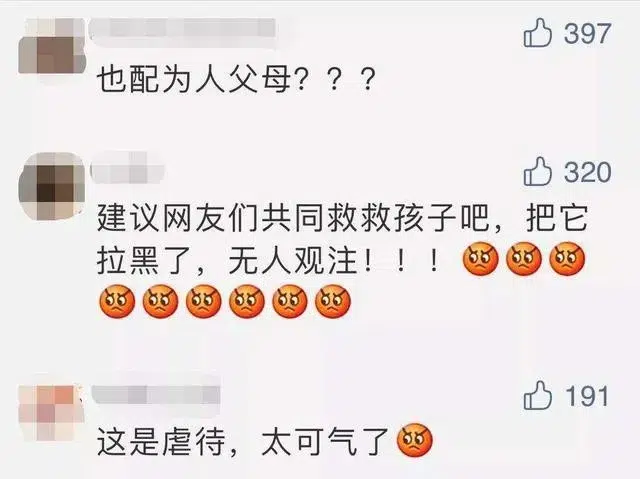 397
也配为人父母？？？
320
建议网友们共同救救孩子吧，把它
拉黑了，无人观注！！！
191
这是虐待，太可气了